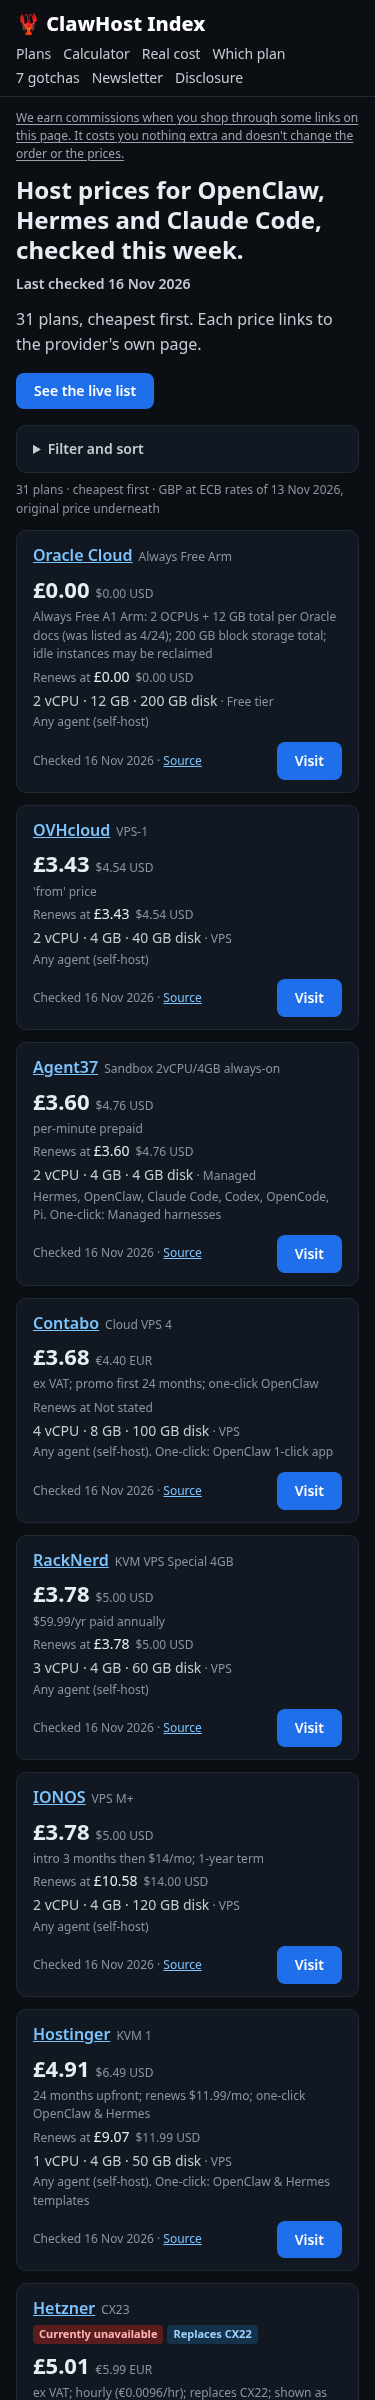 🦞 ClawHost Index
Plans Calculator Real cost Which plan
7 gotchas Newsletter Disclosure
We earn commissions when you shop through some links on
this page. It costs you nothing extra and doesn't change the
order or the prices.
Host prices for OpenClaw,
Hermes and Claude Code,
checked this week.
Last checked 16 Nov 2026
31 plans, cheapest first. Each price links to
the provider's own page.
See the live list
▶ Filter and sort
31 plans · cheapest first · GBP at ECB rates of 13 Nov 2026,
original price underneath
Oracle Cloud Always Free Arm
£0.00 $0.00 USD
Always Free A1 Arm: 2 OCPUs + 12 GB total per Oracle
docs (was listed as 4/24); 200 GB block storage total;
idle instances may be reclaimed
Renews at £0.00 $0.00 USD
2 vCPU · 12 GB · 200 GB disk · Free tier
Any agent (self-host)
Checked 16 Nov 2026 · Source Visit
OVHcloud VPS-1
£3.43 $4.54 USD
'from' price
Renews at £3.43 $4.54 USD
2 vCPU · 4 GB · 40 GB disk · VPS
Any agent (self-host)
Checked 16 Nov 2026 · Source Visit
Agent37 Sandbox 2vCPU/4GB always-on
£3.60 $4.76 USD
per-minute prepaid
Renews at £3.60 $4.76 USD
2 vCPU · 4 GB · 4 GB disk · Managed
Hermes, OpenClaw, Claude Code, Codex, OpenCode,
Pi. One-click: Managed harnesses
Checked 16 Nov 2026 · Source Visit
Contabo Cloud VPS 4
£3.68 €4.40 EUR
ex VAT; promo first 24 months; one-click OpenClaw
Renews at Not stated
4 vCPU · 8 GB · 100 GB disk · VPS
Any agent (self-host). One-click: OpenClaw 1-click app
Checked 16 Nov 2026 · Source Visit
RackNerd KVM VPS Special 4GB
£3.78 $5.00 USD
$59.99/yr paid annually
Renews at £3.78 $5.00 USD
3 vCPU · 4 GB · 60 GB disk · VPS
Any agent (self-host)
Checked 16 Nov 2026 · Source Visit
IONOS VPS M+
£3.78 $5.00 USD
intro 3 months then $14/mo; 1-year term
Renews at £10.58 $14.00 USD
2 vCPU · 4 GB · 120 GB disk · VPS
Any agent (self-host)
Checked 16 Nov 2026 · Source Visit
Hostinger KVM 1
£4.91 $6.49 USD
24 months upfront; renews $11.99/mo; one-click
OpenClaw & Hermes
Renews at £9.07 $11.99 USD
1 vCPU · 4 GB · 50 GB disk · VPS
Any agent (self-host). One-click: OpenClaw & Hermes
templates
Checked 16 Nov 2026 · Source Visit
Hetzner CX23
Currently unavailable Replaces CX22
£5.01 €5.99 EUR
ex VAT; hourly (€0.0096/hr); replaces CX22; shown as